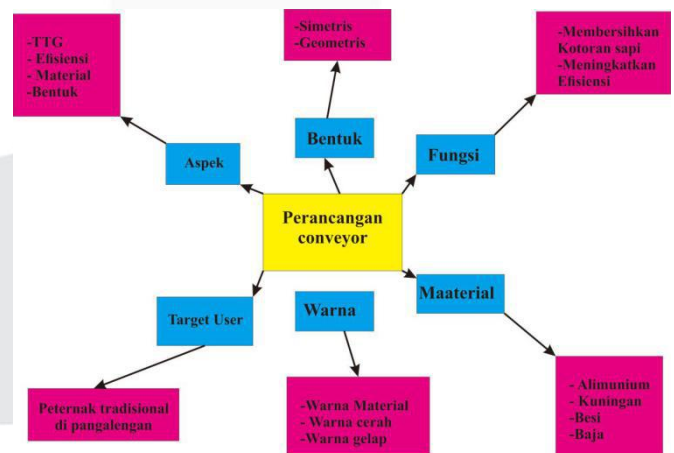 -TTG
- Efisiensi
- Material
-Bentuk
-Simetris
-Geometris
-Membersihkan
Kotoran sapi
-Meningkatkan
Efisiensi
Aspek
Bentuk
Fungsi
Perancangan
conveyor
Target User
Warna
Maaterial
Peternak tradisional
di pangalengan
-Warna Material
- Warna cerah
-Warna gelap
- Alimunium
- Kuningan
-Besi
-Baja